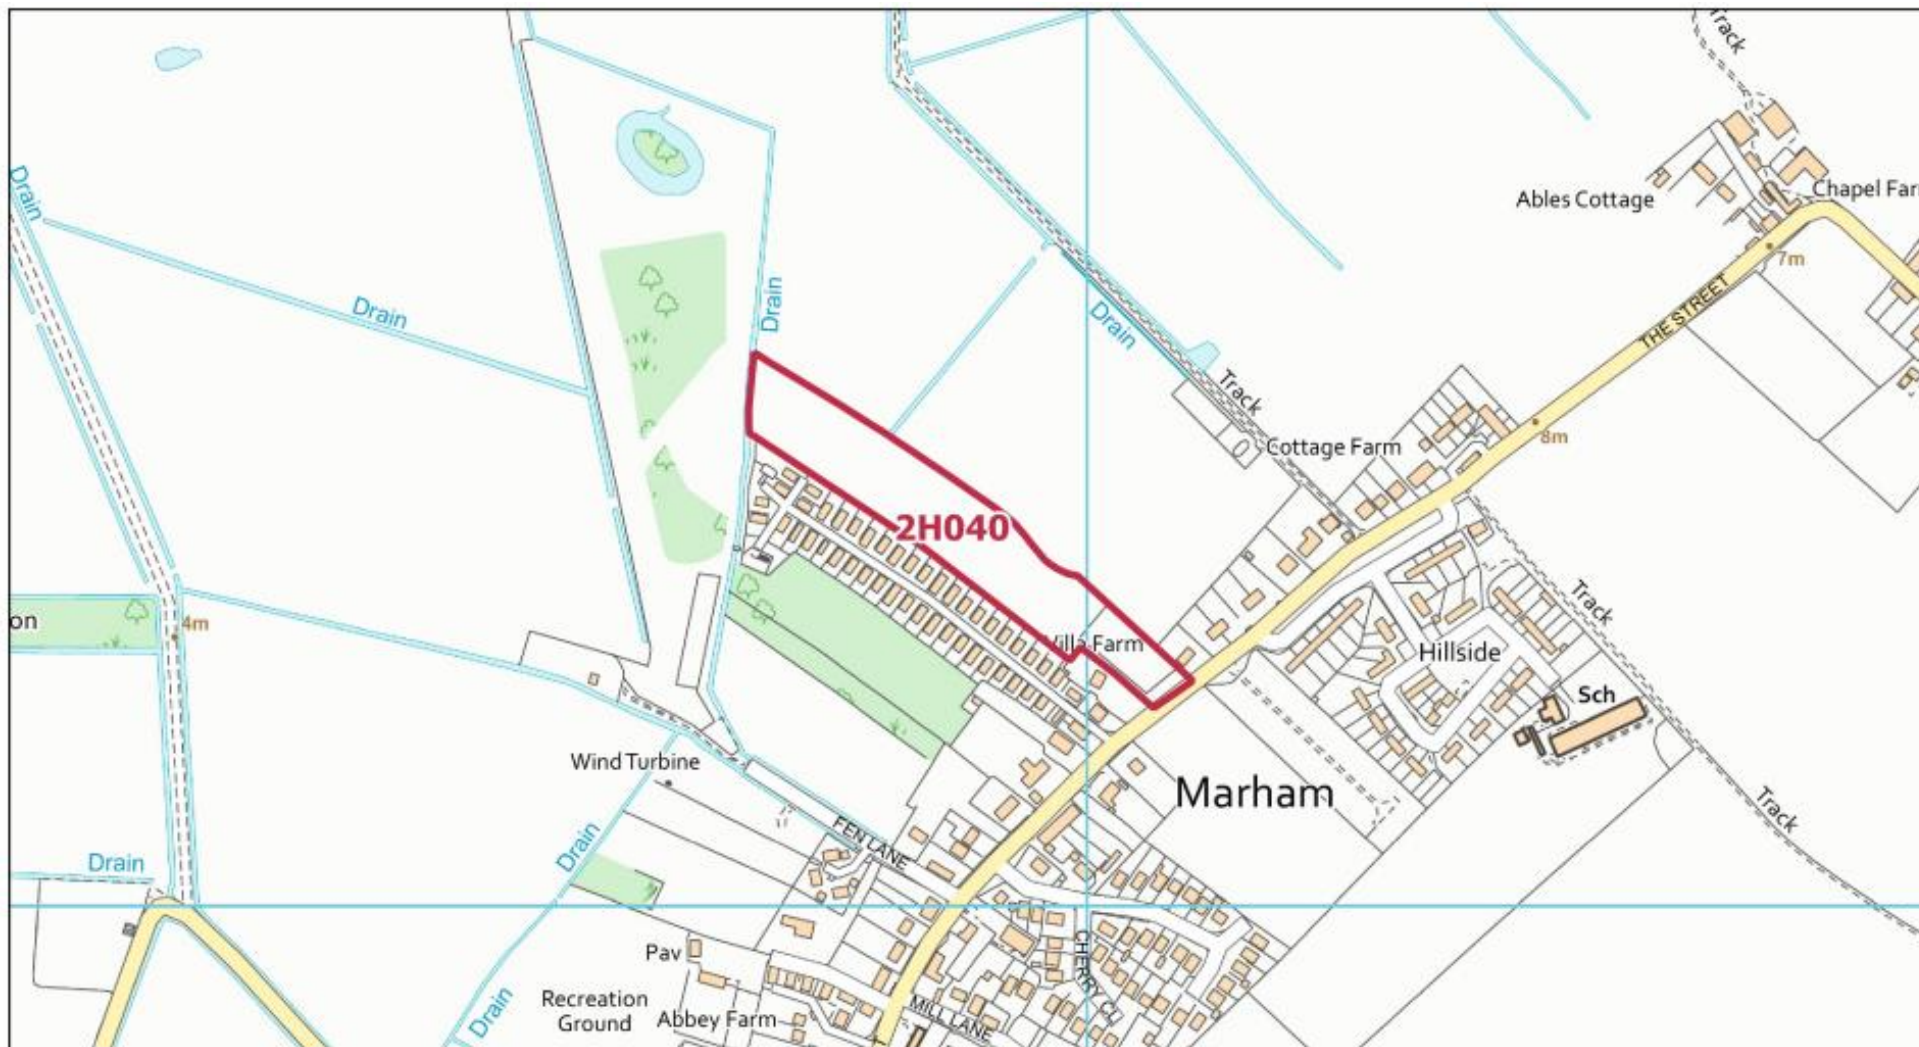 Track
Drain
Ables Cottage
Chapel Far
7m
Drain
Drain
Drain
THE STREET
Track
Cottage Farm
8m
2H040
Track
on
4m
Villa Farm
Hillside
Sch
Wind Turbine
Marham
Track
FEN LANE
Drain
Drain
Pav
CHERRY CL
Recreation
Ground
Drain
Abbey Farm
MILL LANE